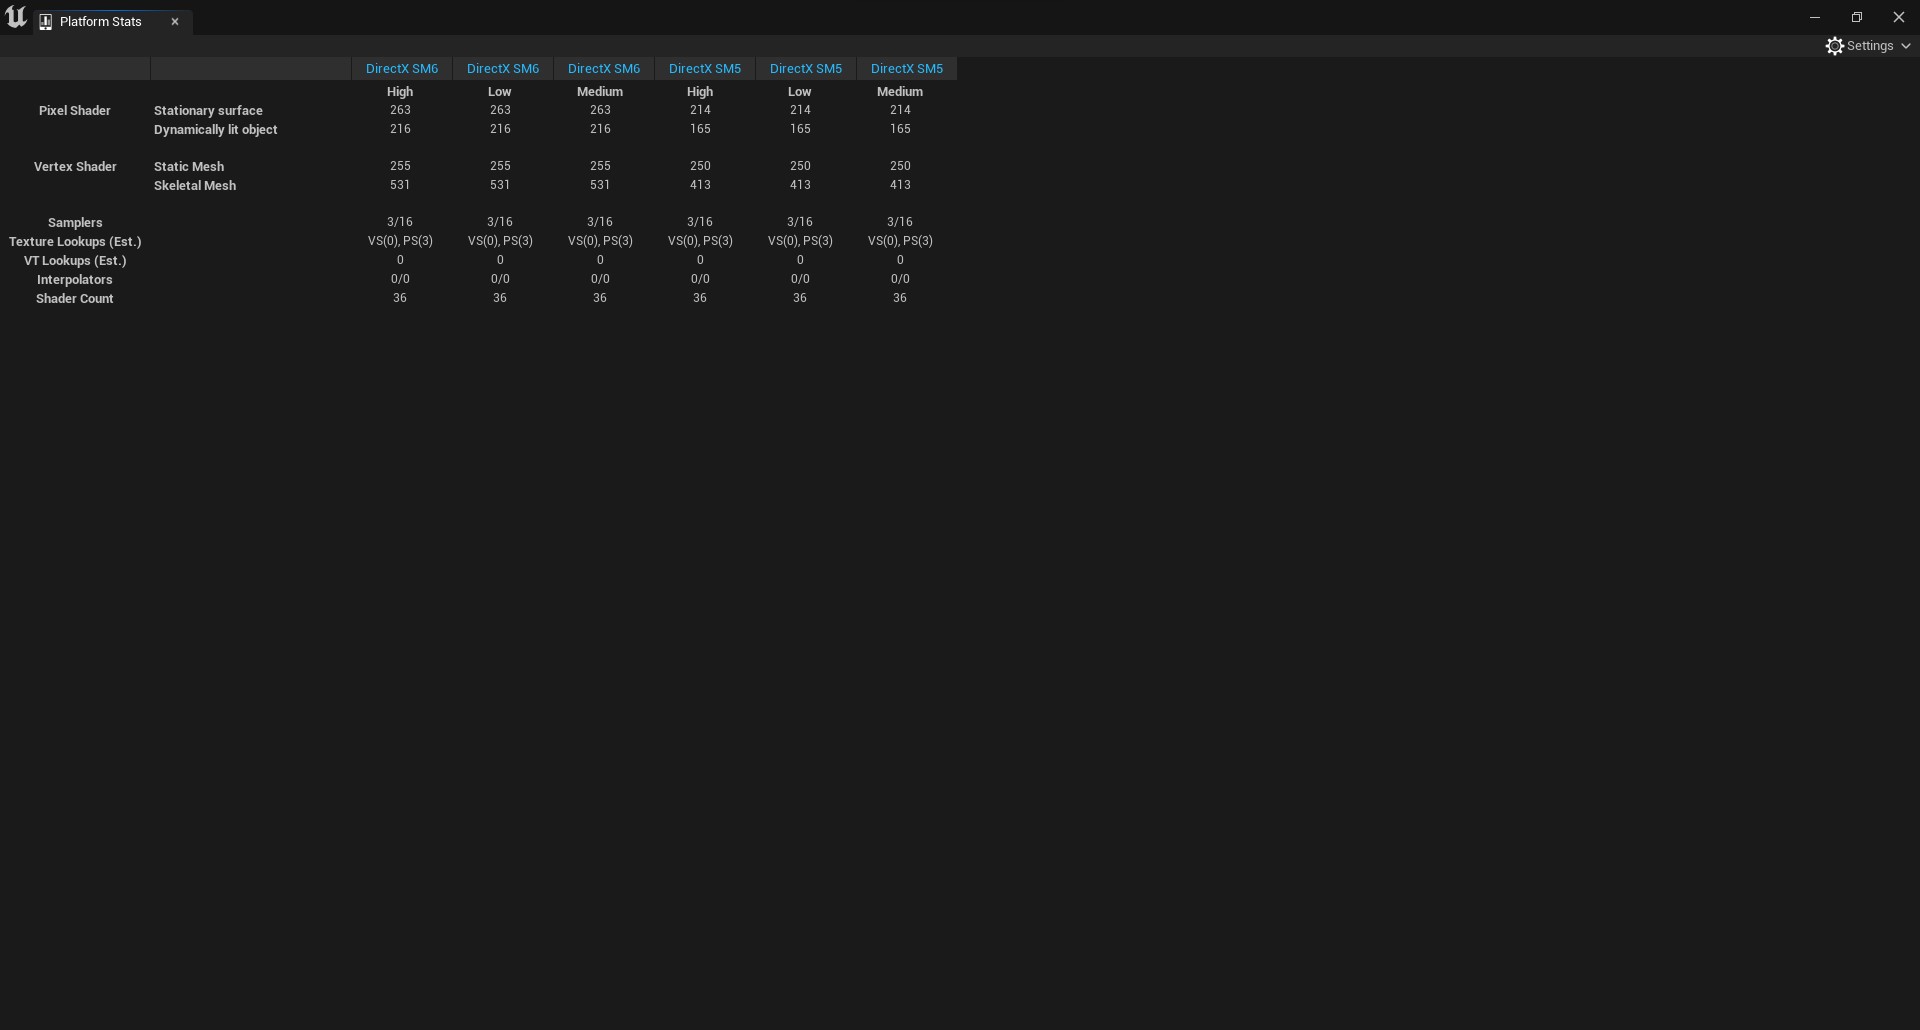 Platform Stats
Settings
DirectX SM6 DirectX SM6 DirectX SM6 DirectX SM5 DirectX SM5 DirectX SM5
High Low Medium High Low Medium
Pixel Shader Stationary surface 263 263 263 214 214 214
Dynamically lit object 216 216 216 165 165 165
Vertex Shader Static Mesh 255 255 255 250 250 250
Skeletal Mesh 531 531 531 413 413 413
Samplers 3/16 3/16 3/16 3/16 3/16 3/16
Texture Lookups (Est.) VS(0), PS(3) VS(0), PS(3) VS(0), PS(3) VS(0), PS(3) VS(0), PS(3) VS(0), PS(3)
VT Lookups (Est.) 0 0 0 0 0 0
Interpolators 0/0 0/0 0/0 0/0 0/0 0/0
Shader Count 36 36 36 36 36 36